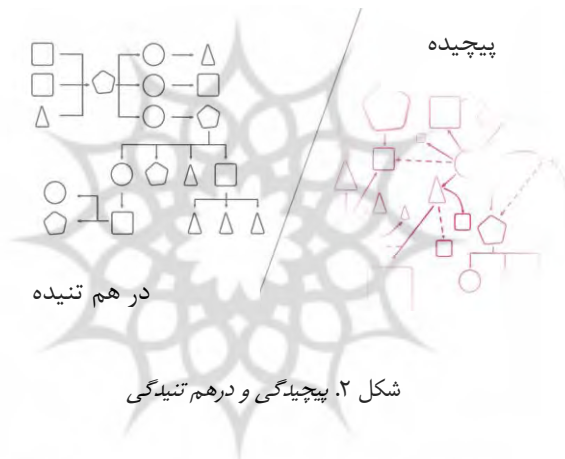 پیچیده
در هم تنیده
شکل ۲. پیچیدگی و درهم تنیدگی